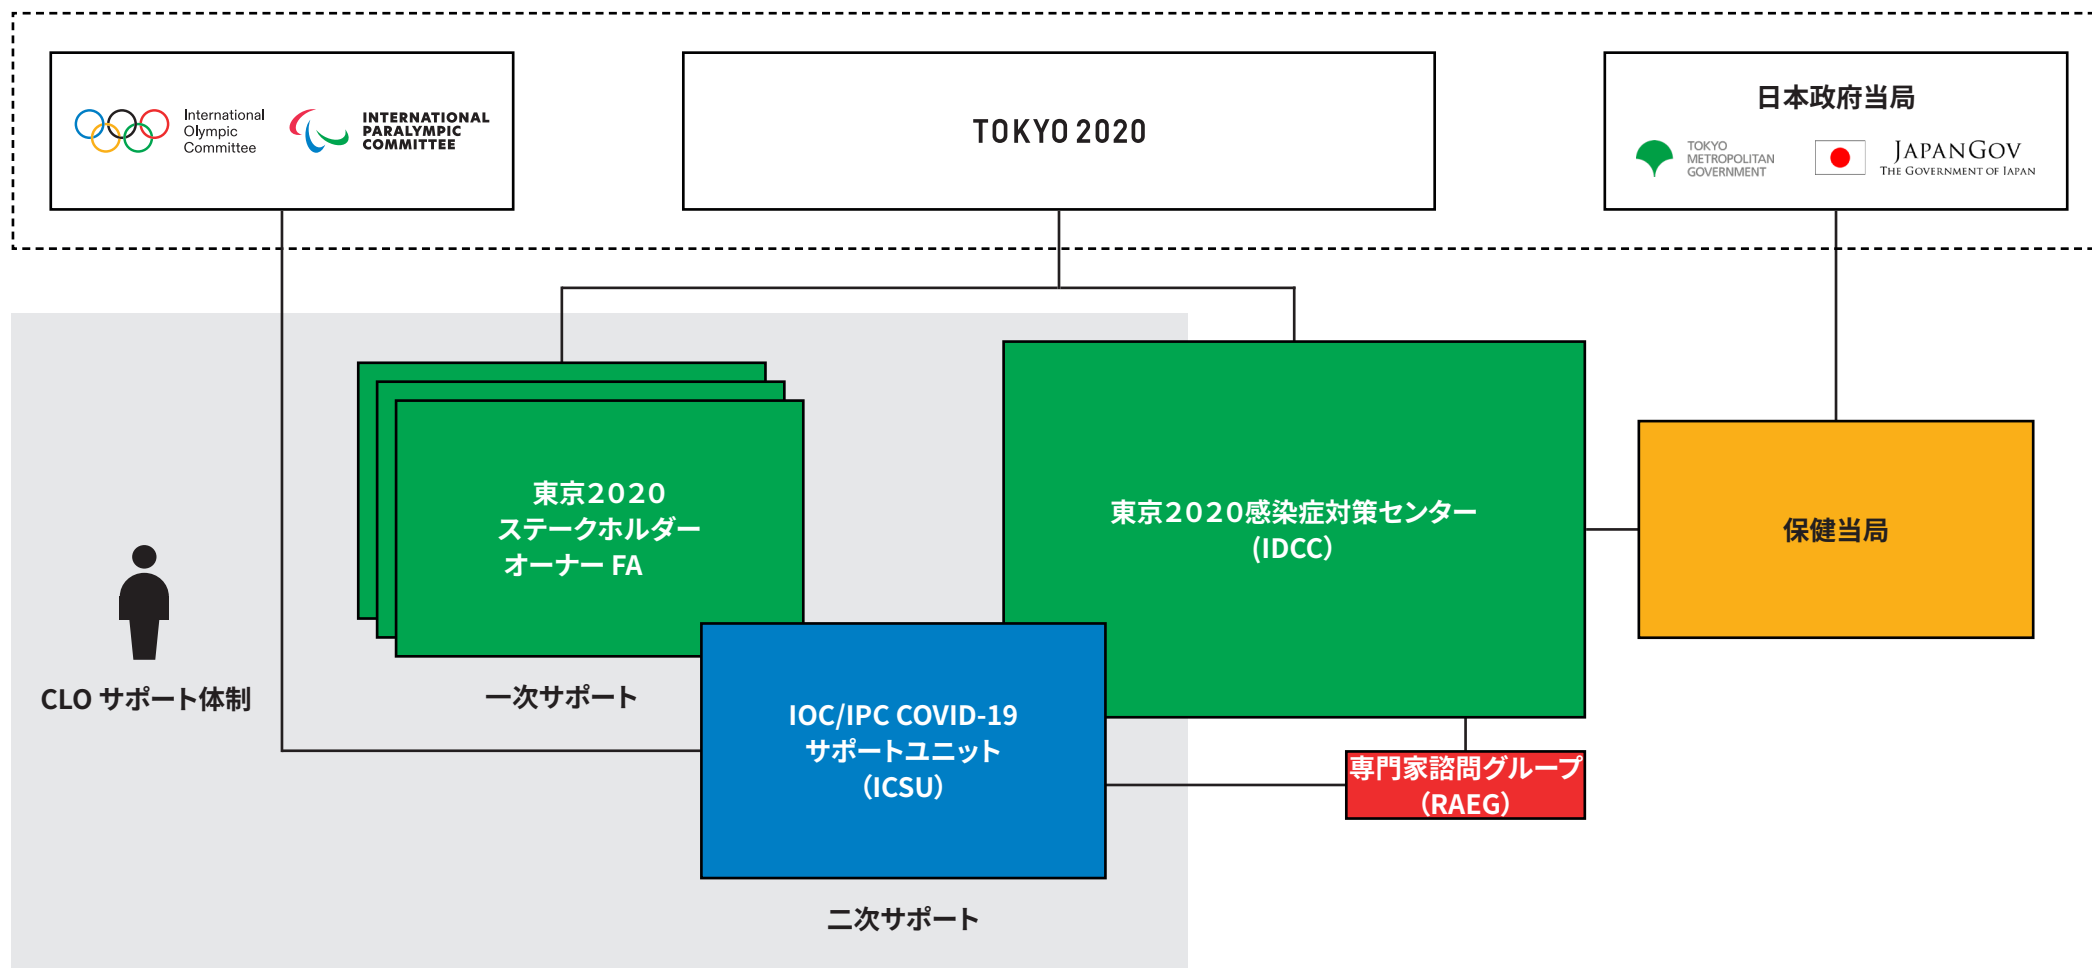 International
Olympic
Committee
INTERNATIONAL
PARALYMPIC
COMMITTEE
TOKYO 2020
日本政府当局
TOKYO
METROPOLITAN
GOVERNMENT
JAPANGOV
THE GOVERNMENT OF JAPAN
東京2020
ステークホルダー
オーナー FA
東京2020感染症対策センター
(IDCC)
保健当局
CLO サポート体制
一次サポート
IOC/IPC COVID-19
サポートユニット
(ICSU)
専門家諮問グループ
(RAEG)
二次サポート